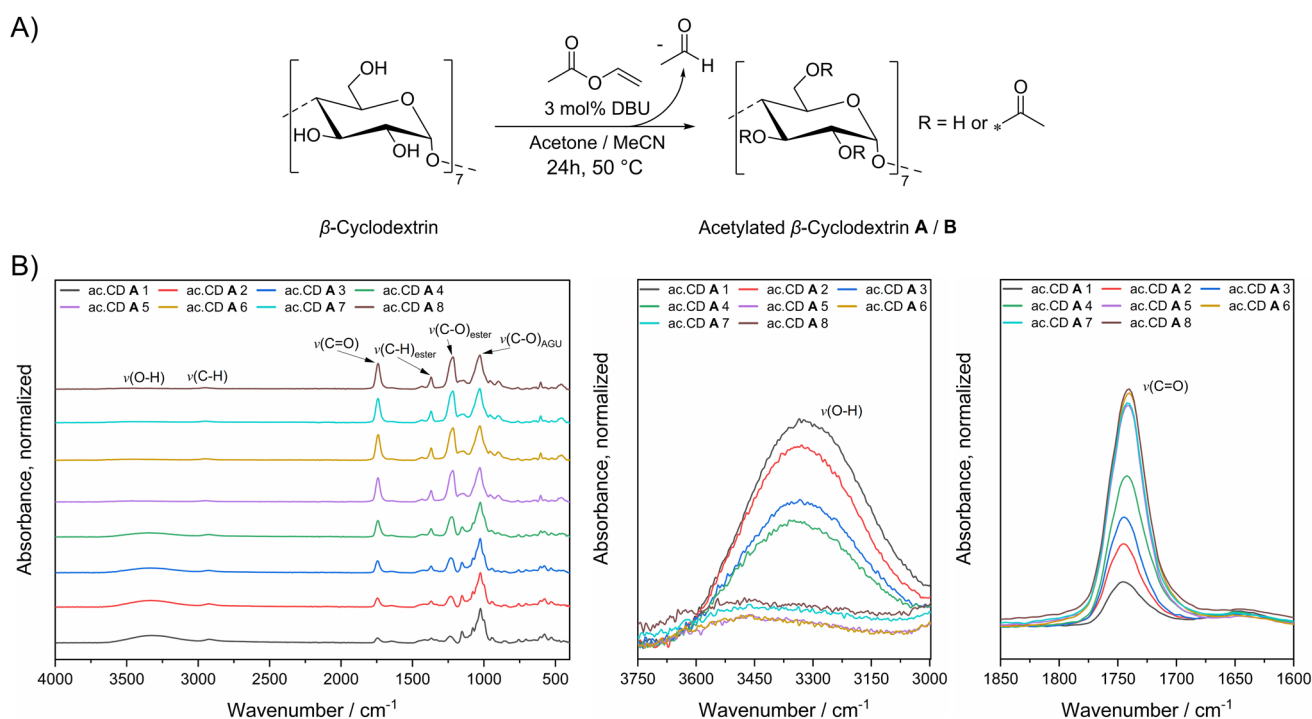 A)
OH
O
HO
OH
O
7
β-Cyclodextrin
O
O
- O
H
3 mol% DBU
Acetone / MeCN
24h, 50 °C
OR
O
RO
OR
O
7
R = H or * O
Acetylated β-Cyclodextrin A / B
B)
ac.CD A 1 ac.CD A 2 ac.CD A 3 ac.CD A 4
ac.CD A 5 ac.CD A 6 ac.CD A 7 ac.CD A 8
ν(O-H)
ν(C-H)
ν(C=O)
ν(C-H)ester
ν(C-O)ester
ν(C-O)AGU
Absorbance, normalized
4000 3500 3000 2500 2000 1500 1000 500
Wavenumber / cm-1
ac.CD A 1 ac.CD A 2 ac.CD A 3
ac.CD A 4 ac.CD A 5 ac.CD A 6
ac.CD A 7 ac.CD A 8
ν(O-H)
Absorbance, normalized
3750 3600 3450 3300 3150 3000
Wavenumber / cm-1
ac.CD A 1 ac.CD A 2 ac.CD A 3
ac.CD A 4 ac.CD A 5 ac.CD A 6
ac.CD A 7 ac.CD A 8
ν(C=O)
Absorbance, normalized
1850 1800 1750 1700 1650 1600
Wavenumber / cm-1